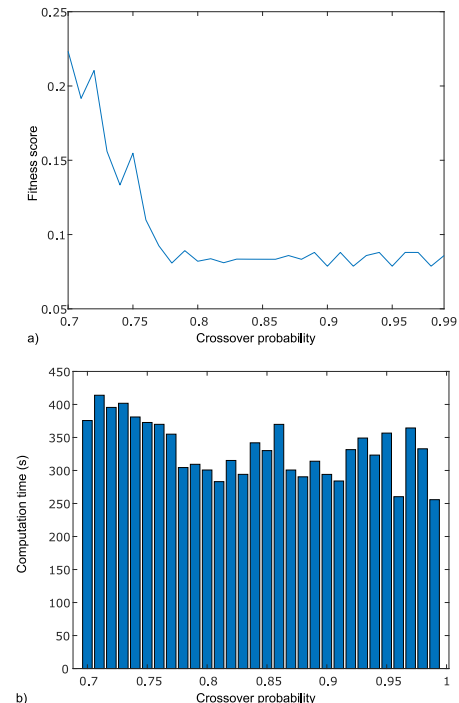 0.25
0.2
0.15
0.1
0.05
Fitness score
0.7 0.75 0.8 0.85 0.9 0.95 0.99
Crossover probability
a)
450
400
350
300
250
200
150
100
50
0
Computation time (s)
0.7 0.75 0.8 0.85 0.9 0.95 1
Crossover probability
b)